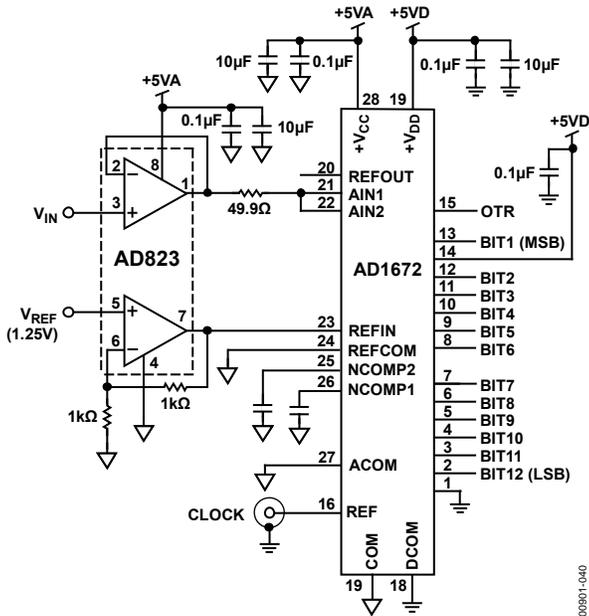 +5VA
+5VD
10µF
0.1µF
0.1µF
10µF
+5VA
0.1µF
10µF
28
19
+VCC
+VDD
+5VD
0.1µF
2
8
1
3
VIN
49.9Ω
AD823
20
REFOUT
21
AIN1
22
AIN2
AD1672
15
OTR
13
BIT1 (MSB)
14
12
BIT2
11
BIT3
10
BIT4
9
BIT5
8
BIT6
VREF
(1.25V)
5
7
6
4
1kΩ
1kΩ
23
REFIN
24
REFCOM
25
NCOMP2
26
NCOMP1
7
BIT7
6
BIT8
5
BIT9
4
BIT10
3
BIT11
2
BIT12 (LSB)
1
27
ACOM
CLOCK
16
REF
COM
DCOM
19
18
00901-040